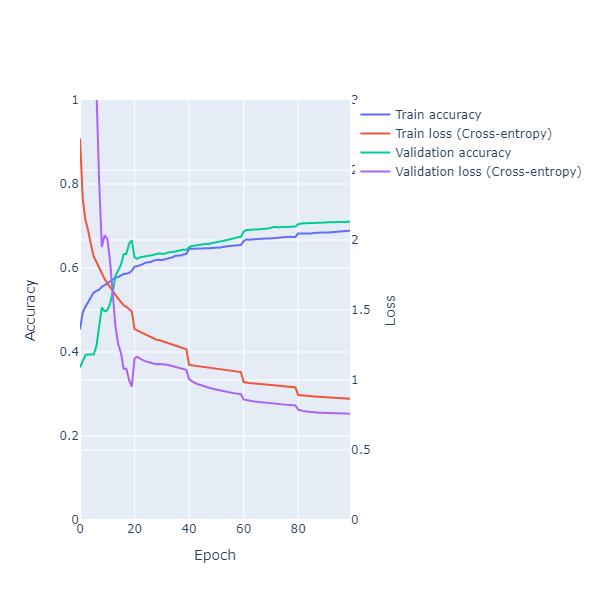 1
0.8
0.6
0.4
0.2
0
Accuracy
0
20
40
60
80
Epoch
2
1.5
1
0.5
0
Loss
Train accuracy
Train loss (Cross-entropy)
Validation accuracy
Validation loss (Cross-entropy)